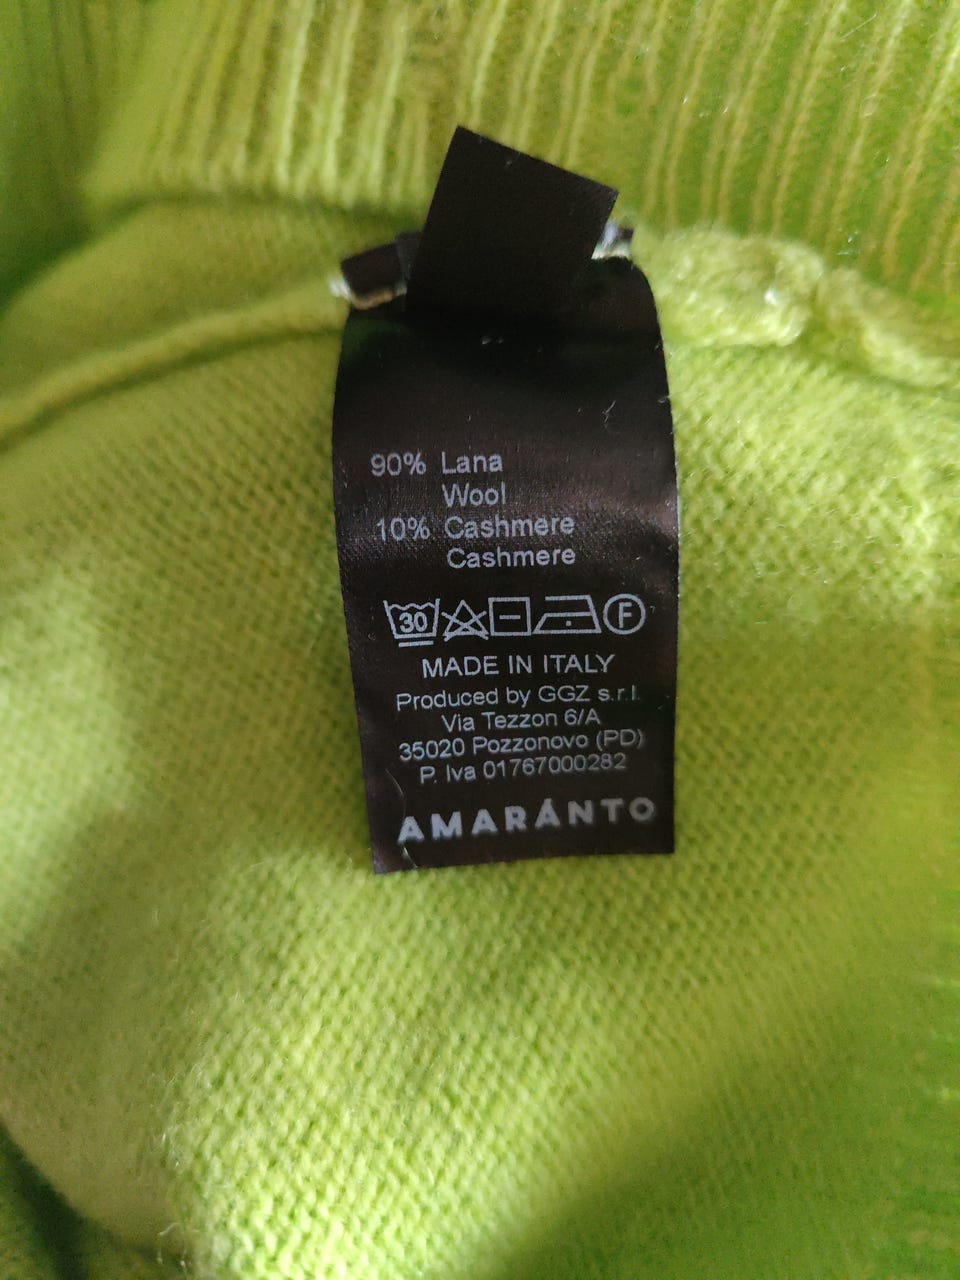 90% Lana
Wool
10% Cashmere
Cashmere
30 F
MADE IN ITALY
Produced by GGZ s.r.l.
Via Tezzon 6/A
35020 Pozzonovo (PD)
P. Iva 01767000282
AMARÁNTO